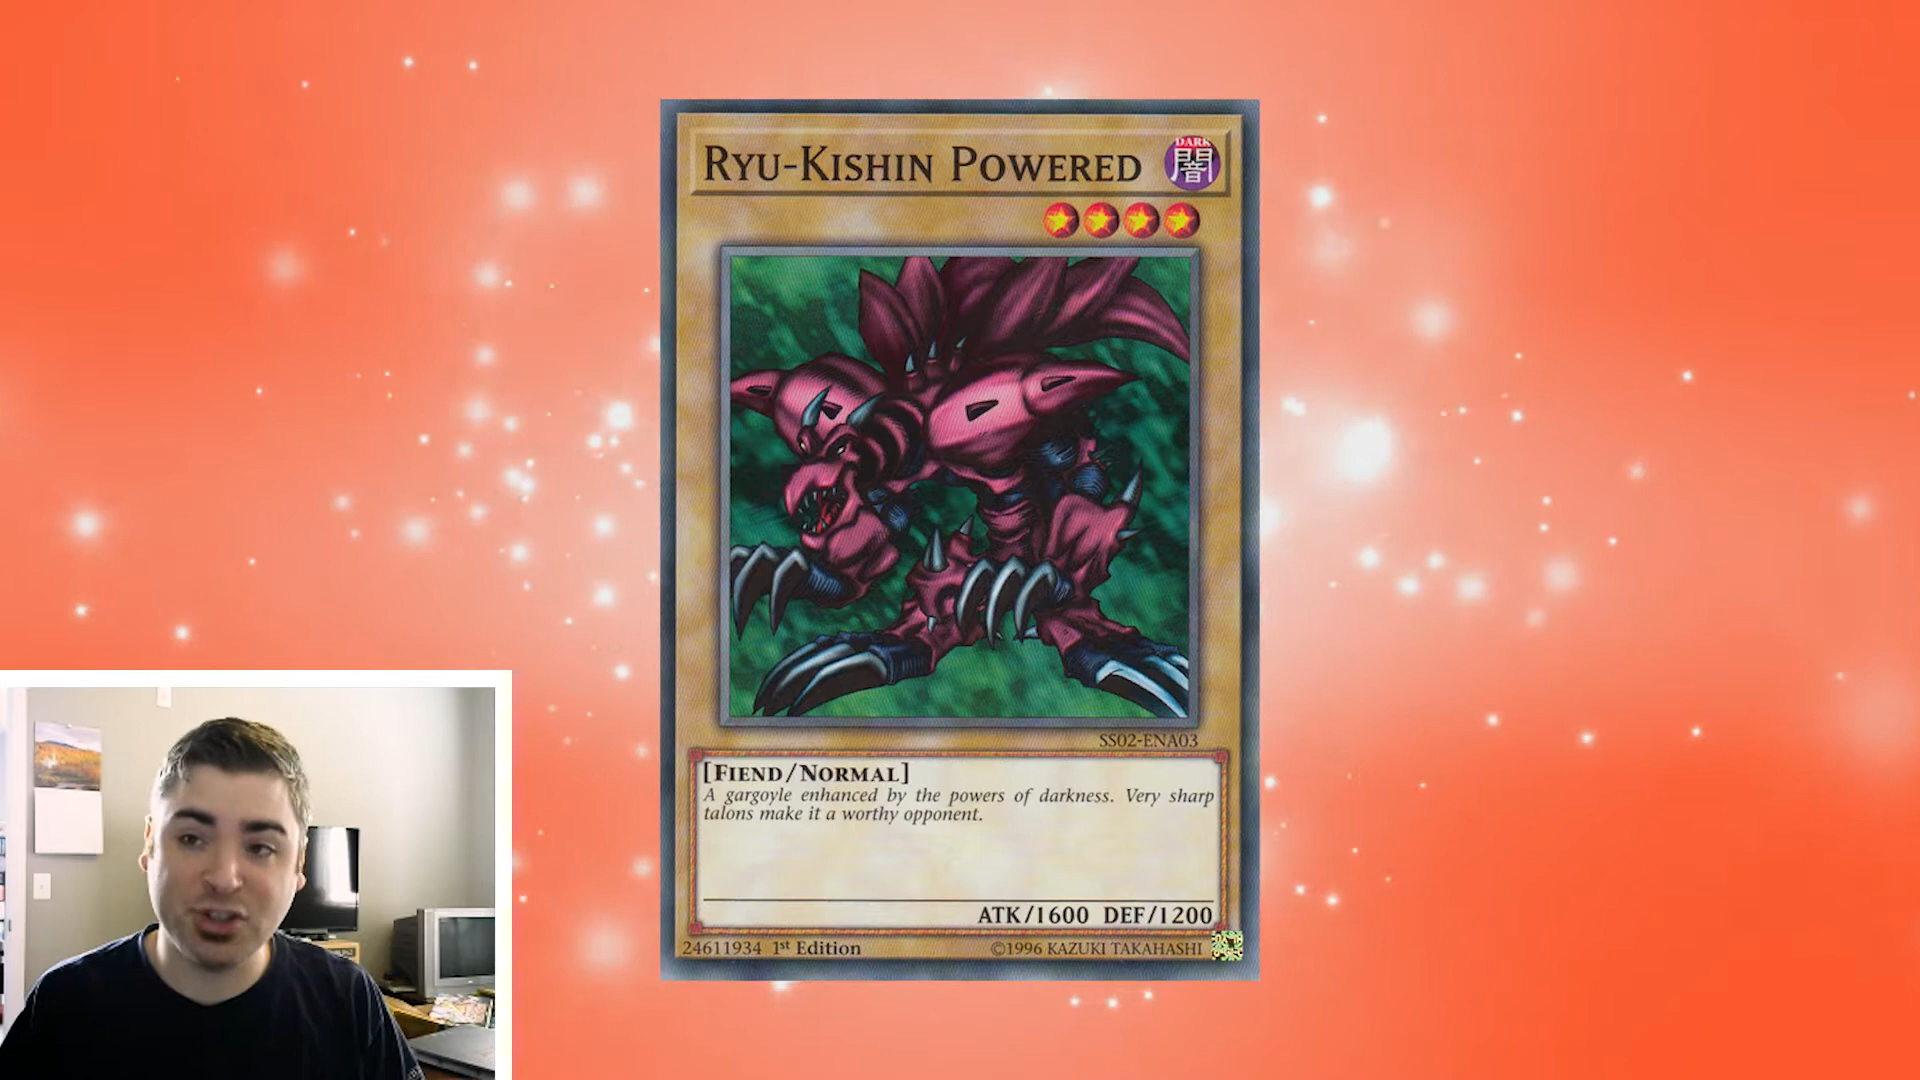 RYU-KISHIN POWERED
DARK
闇
SS02-ENA03
[FIEND/NORMAL]
A gargoyle enhanced by the powers of darkness. Very sharp
talons make it a worthy opponent.
ATK/1600 DEF/1200
24611934 1st Edition ©1996 KAZUKI TAKAHASHI